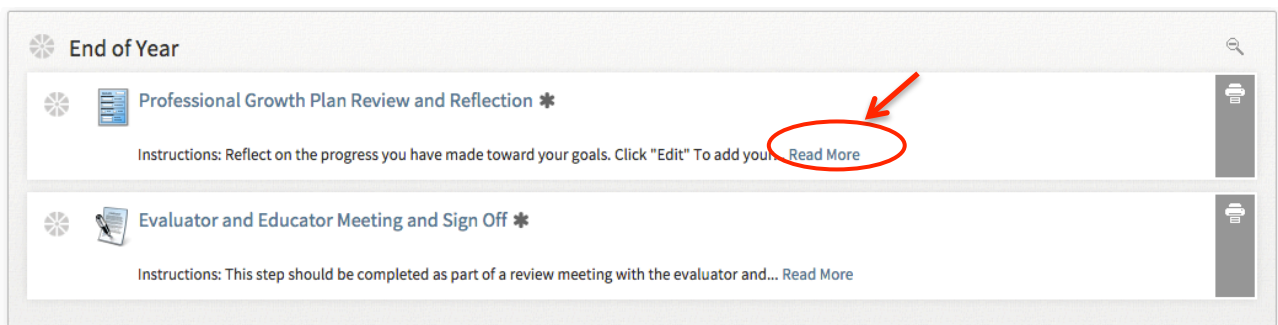 End of Year
Professional Growth Plan Review and Reflection ✱
Instructions: Reflect on the progress you have made toward your goals. Click "Edit" To add your... Read More
Evaluator and Educator Meeting and Sign Off ✱
Instructions: This step should be completed as part of a review meeting with the evaluator and... Read More